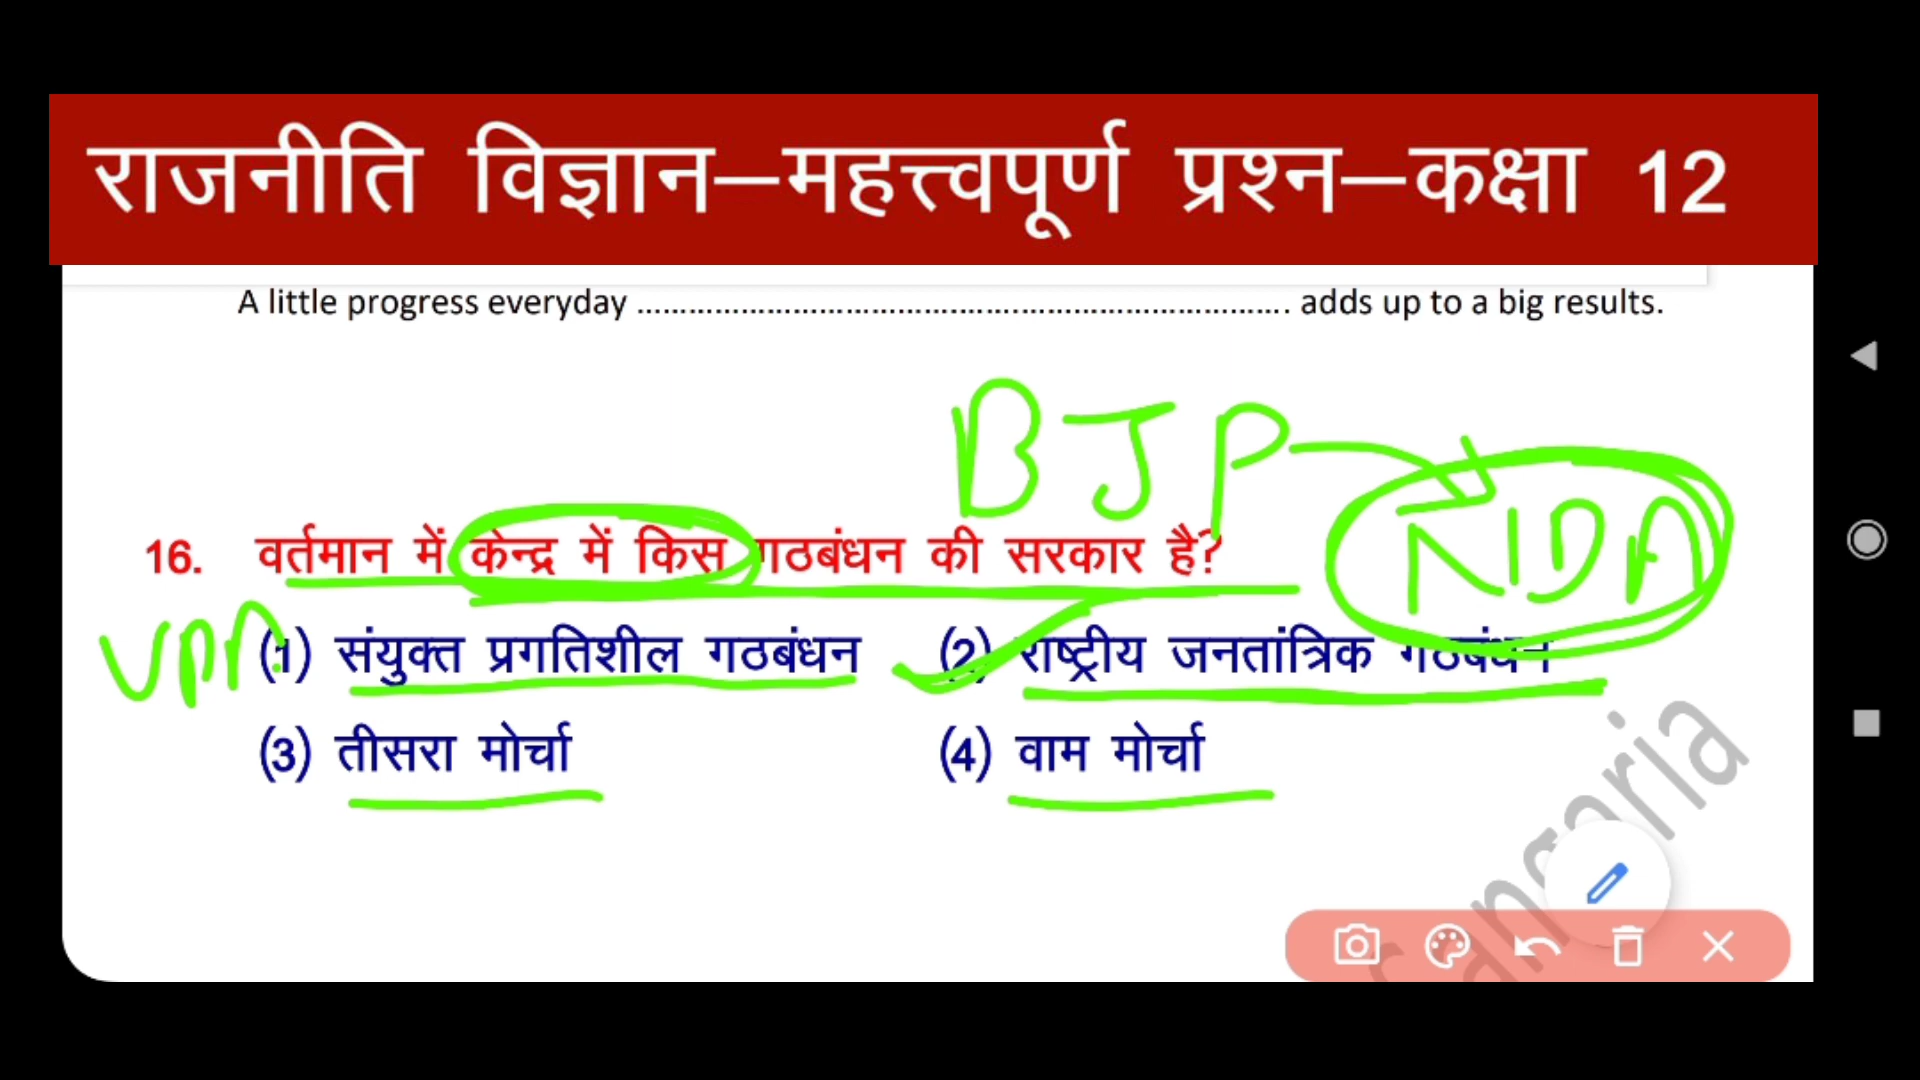 राजनीति विज्ञान–महत्त्वपूर्ण प्रश्न–कक्षा 12
A little progress everyday ........................................................................ adds up to a big results.
BJP
NDA
16. वर्तमान में केन्द्र में किस गठबंधन की सरकार है?
UPA
(1) संयुक्त प्रगतिशील गठबंधन (2) राष्ट्रीय जनतांत्रिक गठबंधन
(3) तीसरा मोर्चा (4) वाम मोर्चा